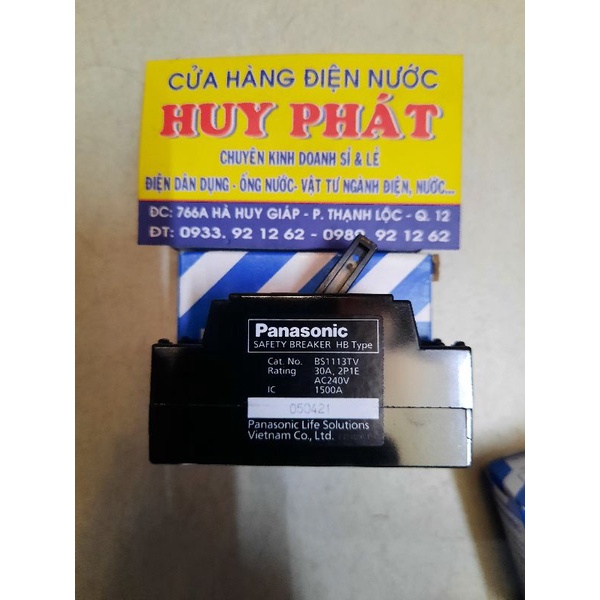 CỬA HÀNG ĐIỆN NƯỚC
HUY PHÁT
CHUYÊN KINH DOANH SỈ & LẺ
ĐIỆN DÂN DỤNG - ỐNG NƯỚC- VẬT TƯ NGÀNH ĐIỆN, NƯỚC...
ĐC: 766A HÀ HUY GIÁP - P. THẠNH LỘC - Q. 12
ĐT: 0933. 92 12 62 - 0989. 92 12 62
Panasonic
SAFETY BREAKER HB Type
Cat. No. BS1113TV
Rating 30A, 2P1E
AC240V
IC 1500A
050421
Panasonic Life Solutions
Vietnam Co., Ltd.